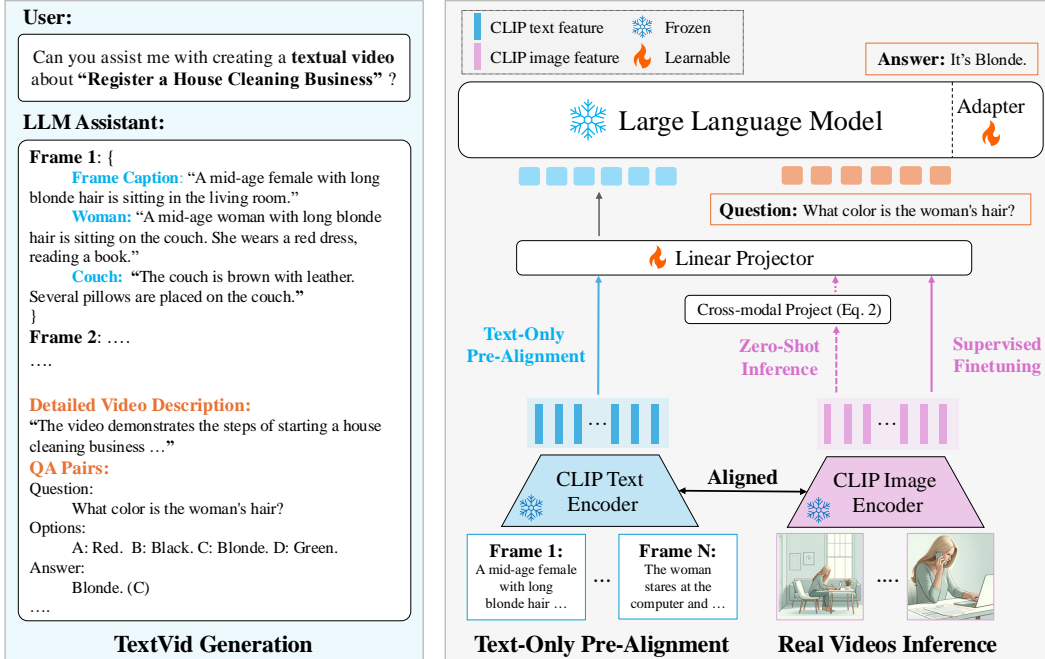 User:
Can you assist me with creating a textual video
about “Register a House Cleaning Business” ?
LLM Assistant:
Frame 1: {
Frame Caption: “A mid-age female with long
blonde hair is sitting in the living room.”
Woman: “A mid-age woman with long blonde
hair is sitting on the couch. She wears a red dress,
reading a book.”
Couch: “The couch is brown with leather.
Several pillows are placed on the couch.”
}
Frame 2: ….
….
Detailed Video Description:
“The video demonstrates the steps of starting a house
cleaning business …”
QA Pairs:
Question:
What color is the woman's hair?
Options:
A: Red. B: Black. C: Blonde. D: Green.
Answer:
Blonde. (C)
….
TextVid Generation
CLIP text feature
Frozen
CLIP image feature
Learnable
Answer: It’s Blonde.
Large Language Model
Adapter
Question: What color is the woman's hair?
Linear Projector
Cross-modal Project (Eq. 2)
Text-Only
Pre-Alignment
Zero-Shot
Inference
Supervised
Finetuning
…
…
CLIP Text
Encoder
Aligned
CLIP Image
Encoder
Frame 1:
A mid-age female
with long
blonde hair …
…
Frame N:
The woman
stares at the
computer and …
….
Text-Only Pre-Alignment
Real Videos Inference